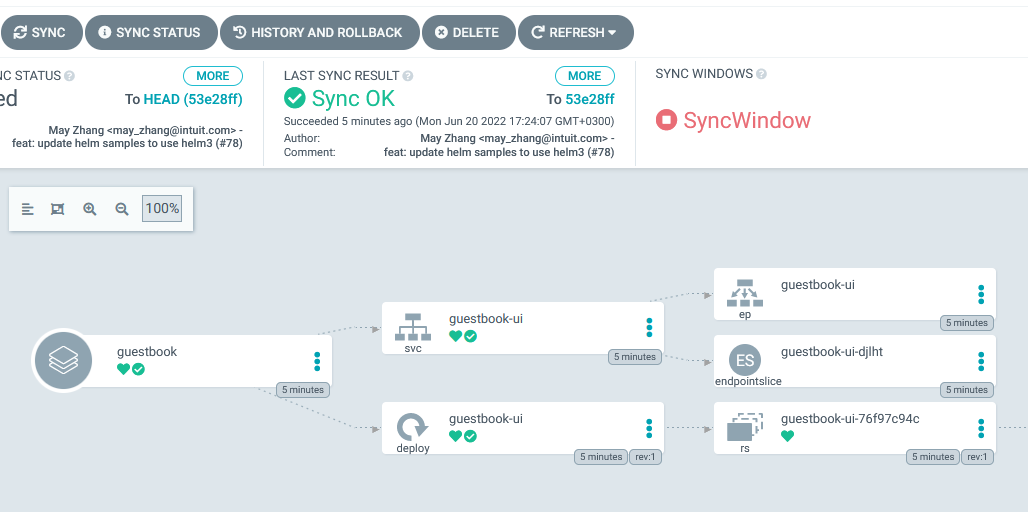 SYNC
SYNC STATUS
HISTORY AND ROLLBACK
DELETE
REFRESH
NC STATUS
MORE
ed
To HEAD (53e28ff)
May Zhang <may_zhang@intuit.com> -
feat: update helm samples to use helm3 (#78)
LAST SYNC RESULT
MORE
Sync OK
To 53e28ff
Succeeded 5 minutes ago (Mon Jun 20 2022 17:24:07 GMT+0300)
Author: May Zhang <may_zhang@intuit.com> -
Comment: feat: update helm samples to use helm3 (#78)
SYNC WINDOWS
SyncWindow
100%
guestbook
5 minutes
svc
guestbook-ui
5 minutes
deploy
guestbook-ui
5 minutes
rev:1
ep
guestbook-ui
5 minutes
ES
endpointslice
guestbook-ui-djlht
5 minutes
rs
guestbook-ui-76f97c94c
5 minutes
rev:1